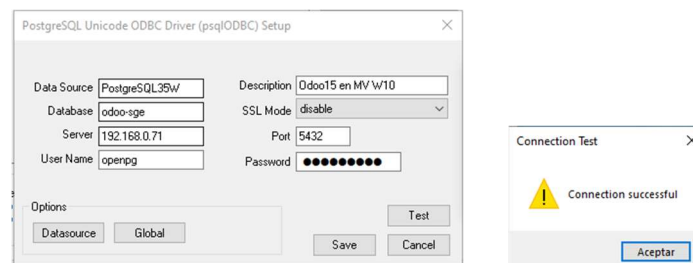 PostgreSQL Unicode ODBC Driver (psqlODBC) Setup
Data Source PostgreSQL35W Description Odoo15 en MV W10
Database odoo-sge SSL Mode disable
Server 192.168.0.71 Port 5432
User Name openpg Password ●●●●●●●●●
Options
Datasource Global
Test
Save Cancel
Connection Test
Connection successful
Aceptar